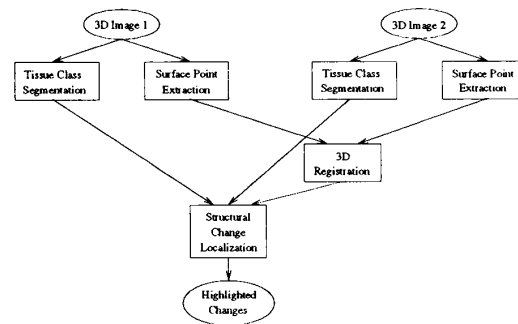 3D Image 1
3D Image 2
Tissue Class
Segmentation
Surface Point
Extraction
Tissue Class
Segmentation
Surface Point
Extraction
3D
Registration
Structural
Change
Localization
Highlighted
Changes